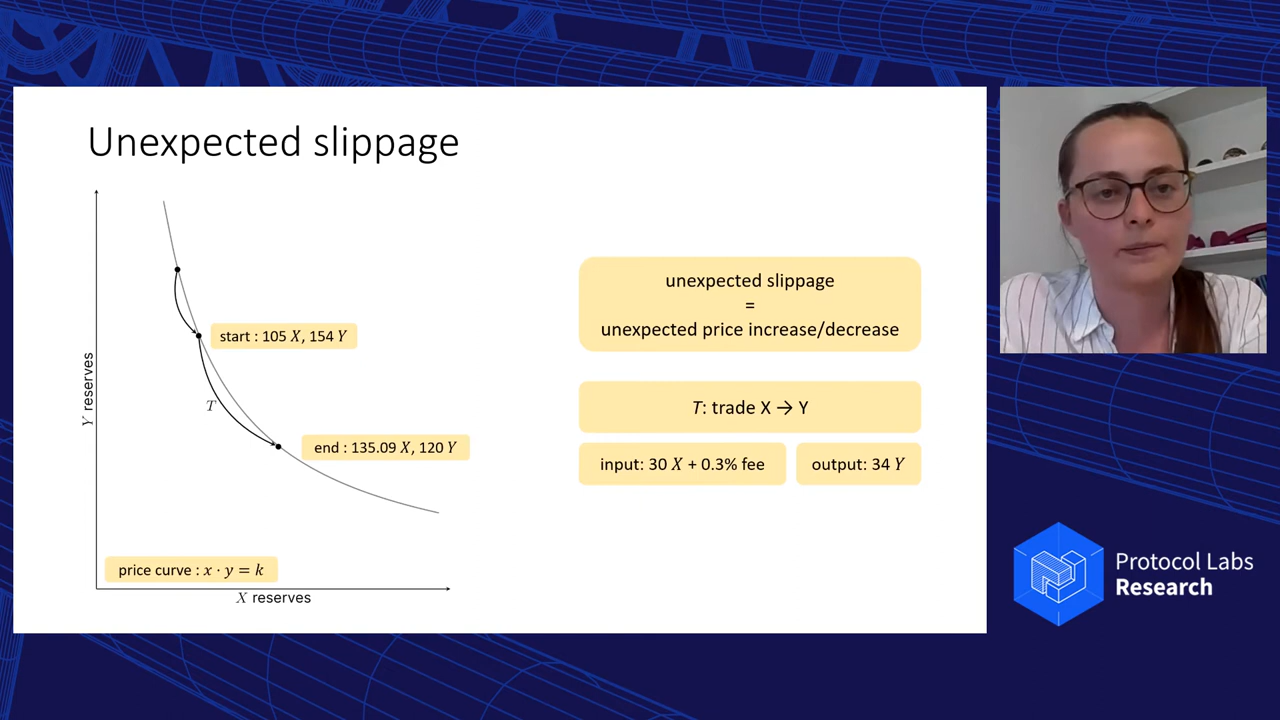 Unexpected slippage
Y reserves
start : 105 X, 154 Y
T
end : 135.09 X, 120 Y
price curve : x · y = k
X reserves
unexpected slippage
=
unexpected price increase/decrease
T: trade X → Y
input: 30 X + 0.3% fee
output: 34 Y
Protocol Labs
Research